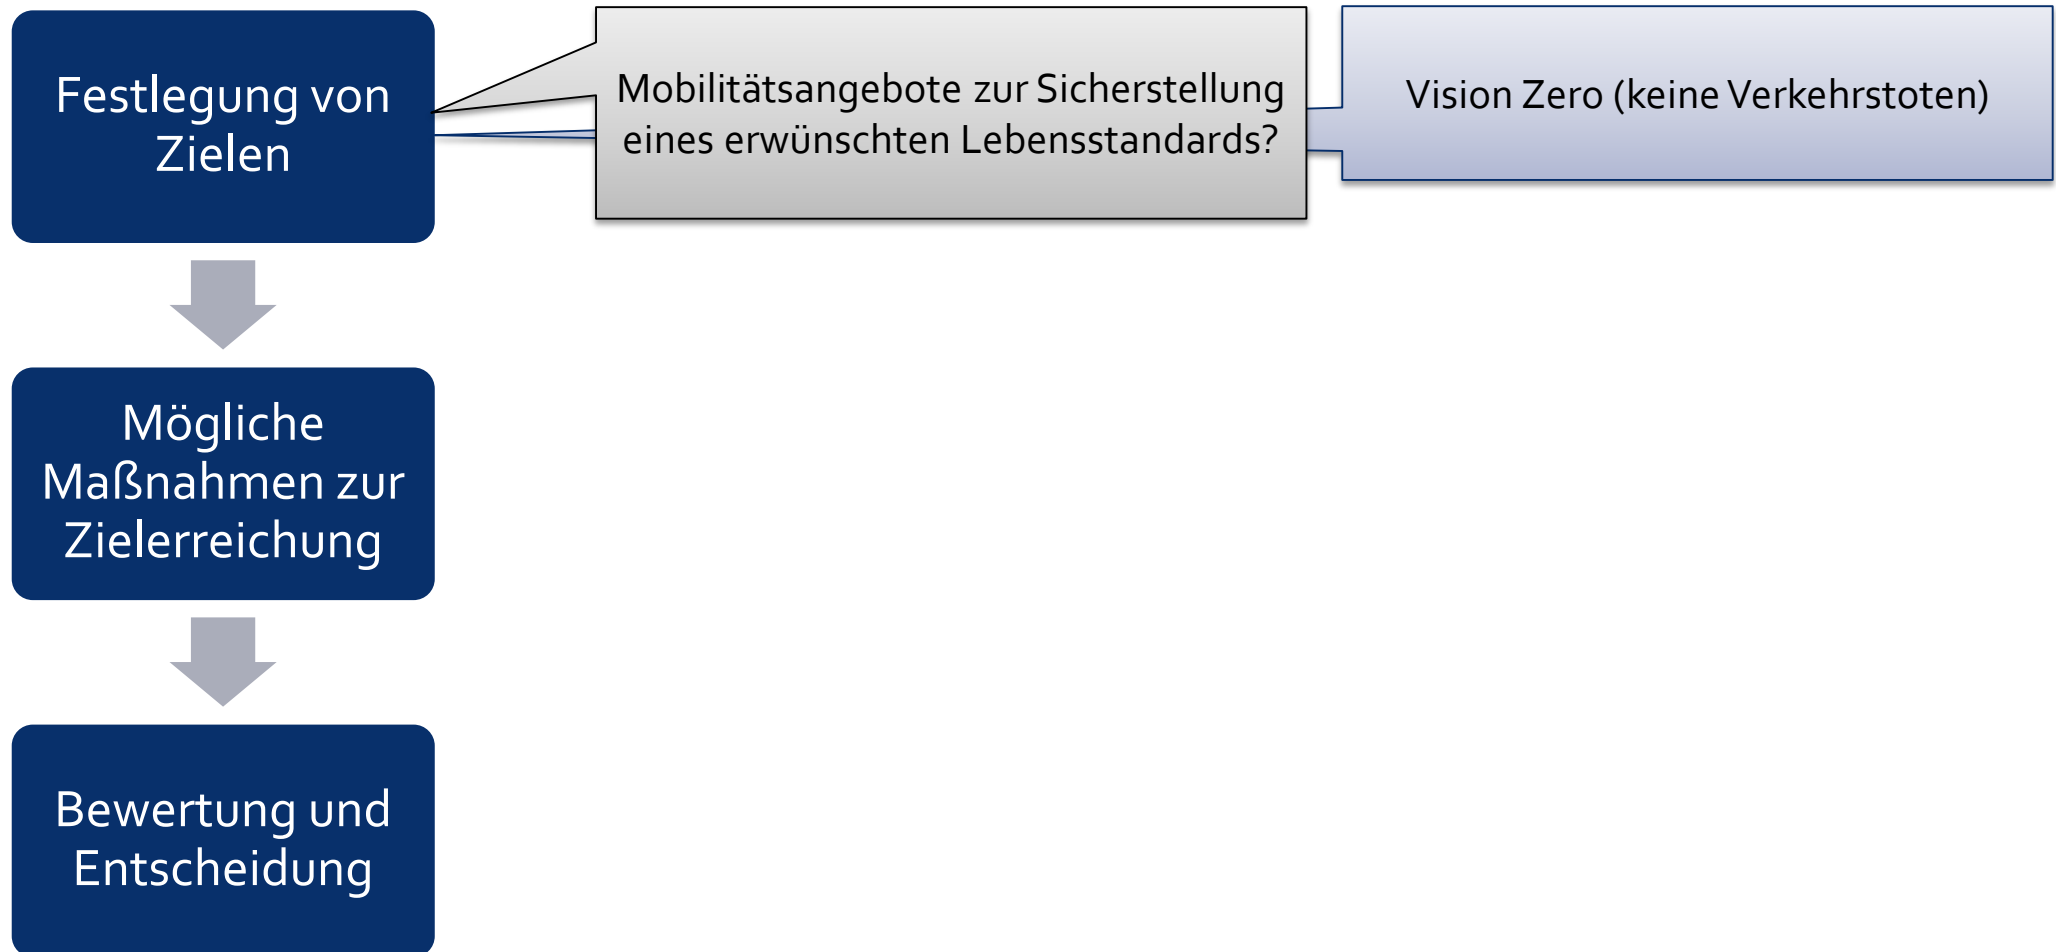 Festlegung von
Zielen
Mobilitätsangebote zur Sicherstellung
eines erwünschten Lebensstandards?
Vision Zero (keine Verkehrstoten)
Mögliche
Maßnahmen zur
Zielerreichung
Bewertung und
Entscheidung